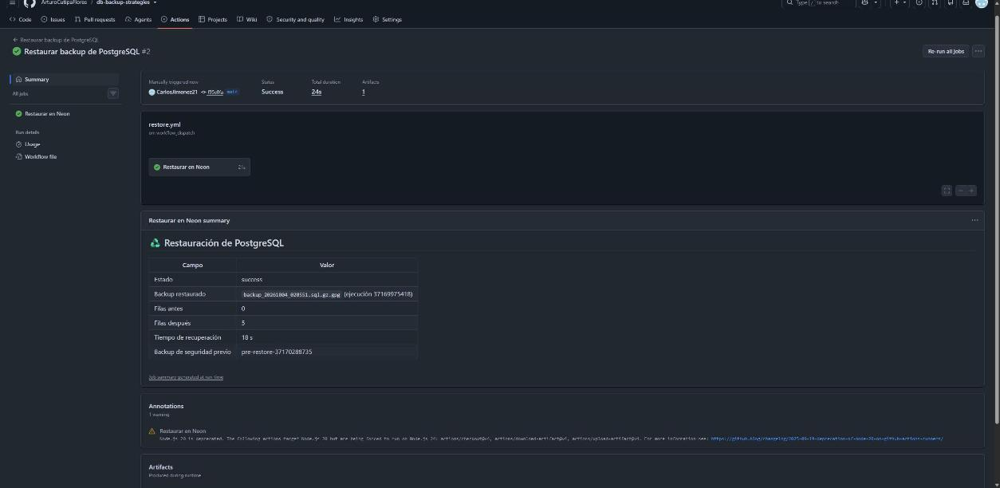 ArturoCutipaFlores / db-backup-strategies
Type / to search
Code Issues Pull requests Agents Actions Projects Wiki Security and quality Insights Settings
← Restaurar backup de PostgreSQL
Restaurar backup de PostgreSQL #2
Re-run all jobs
Summary
All jobs
Restaurar en Neon
Run details
Usage
Workflow file
Manually triggered now Status Total duration Artifacts
CarlosJimenez21 main Success 24s 1
restore.yml
on: workflow_dispatch
Restaurar en Neon 21s
Restaurar en Neon summary
Restauración de PostgreSQL
Campo Valor
Estado success
Backup restaurado backup_20261004_020551.sql.gz.gpg (ejecución 37169975418)
Filas antes 0
Filas después 5
Tiempo de recuperación 18 s
Backup de seguridad previo pre-restore-37170288735
Job summary generated at run-time
Annotations
1 warning
Restaurar en Neon
Node.js 20 is deprecated. The following actions target Node.js 20 but are being forced to run on Node.js 24: actions/checkout@v4, actions/download-artifact@v4, actions/upload-artifact@v4. For more information see: https://github.blog/changelog/2025-09-19-deprecation-of-node-20-on-github-actions-runners/
Artifacts
Produced during runtime